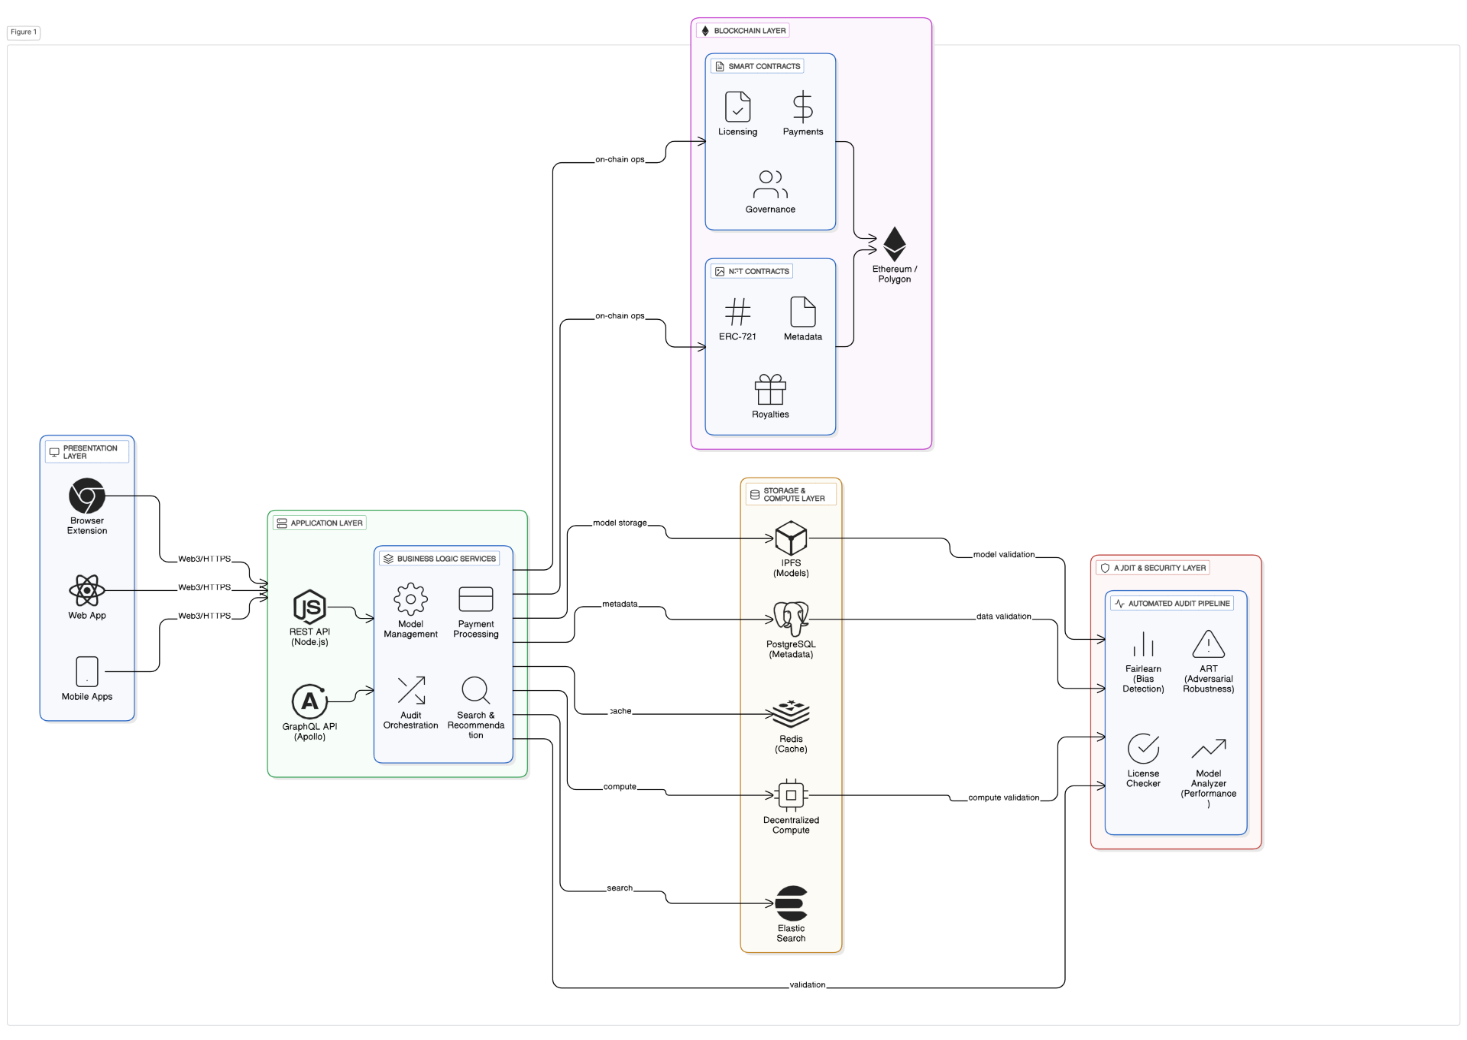 Figure 1
BLOCKCHAIN LAYER
SMART CONTRACTS
Licensing
Payments
Governance
on-chain ops
NFT CONTRACTS
ERC-721
Metadata
Royalties
on-chain ops
Ethereum /
Polygon
PRESENTATION
LAYER
Browser
Extension
Web App
Mobile Apps
Web3/HTTPS
Web3/HTTPS
Web3/HTTPS
APPLICATION LAYER
REST API
(Node.js)
GraphQL API
(Apollo)
BUSINESS LOGIC SERVICES
Model
Management
Payment
Processing
Audit
Orchestration
Search &
Recommenda
tion
model storage
metadata
cache
compute
search
validation
STORAGE &
COMPUTE LAYER
IPFS
(Models)
PostgreSQL
(Metadata)
Redis
(Cache)
Decentralized
Compute
Elastic
Search
model validation
data validation
compute validation
AUDIT & SECURITY LAYER
AUTOMATED AUDIT PIPELINE
Fairlearn
(Bias
Detection)
ART
(Adversarial
Robustness)
License
Checker
Model
Analyzer
(Performance
)